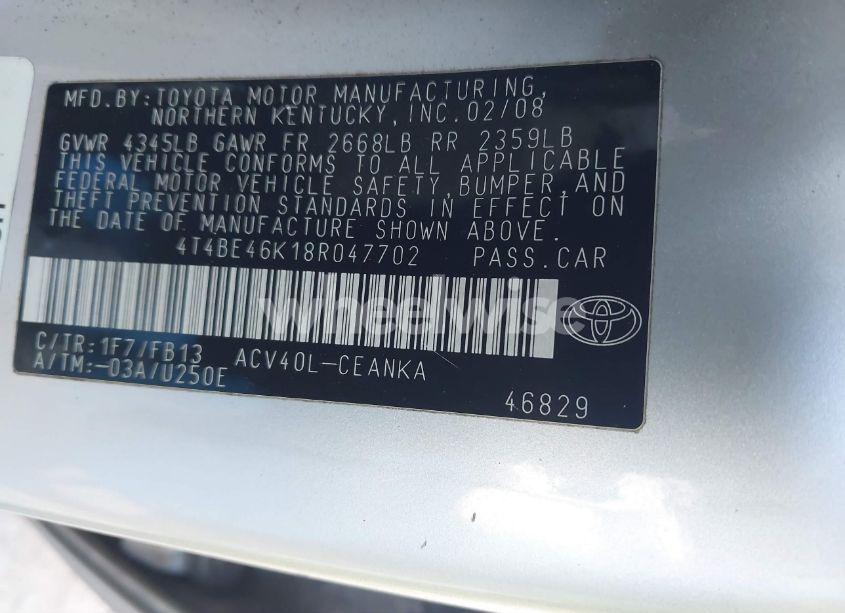 MFD.BY:TOYOTA MOTOR MANUFACTURING,
NORTHERN KENTUCKY,INC.02/08
GVWR 4345LB GAWR FR 2668LB RR 2359LB
THIS VEHICLE CONFORMS TO ALL APPLICABLE
FEDERAL MOTOR VEHICLE SAFETY,BUMPER,AND
THEFT PREVENTION STANDARDS IN EFFECT ON
THE DATE OF MANUFACTURE SHOWN ABOVE.
4T4BE46K18R047702 PASS.CAR
wheelwise
C/TR:1F7/FB13 ACV40L-CEANKA
A/TM:-03A/U250E
46829